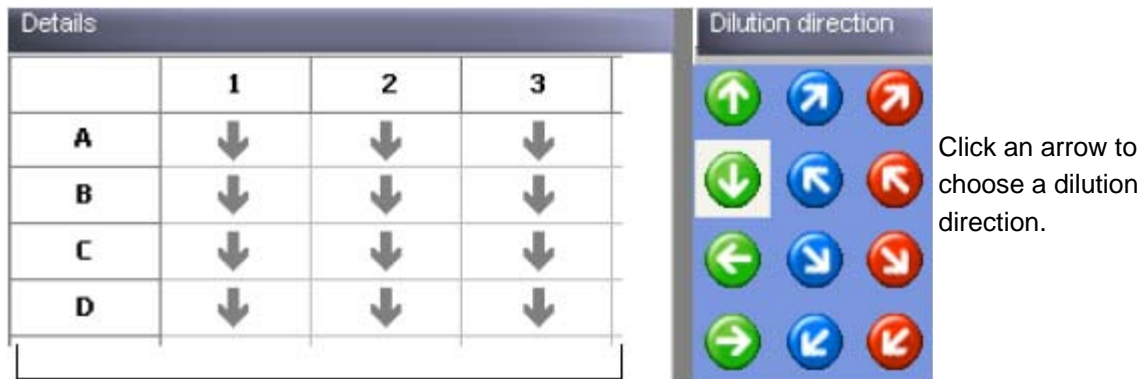 Details
Dilution direction
1 2 3
A
B
C
D
Click an arrow to
choose a dilution
direction.